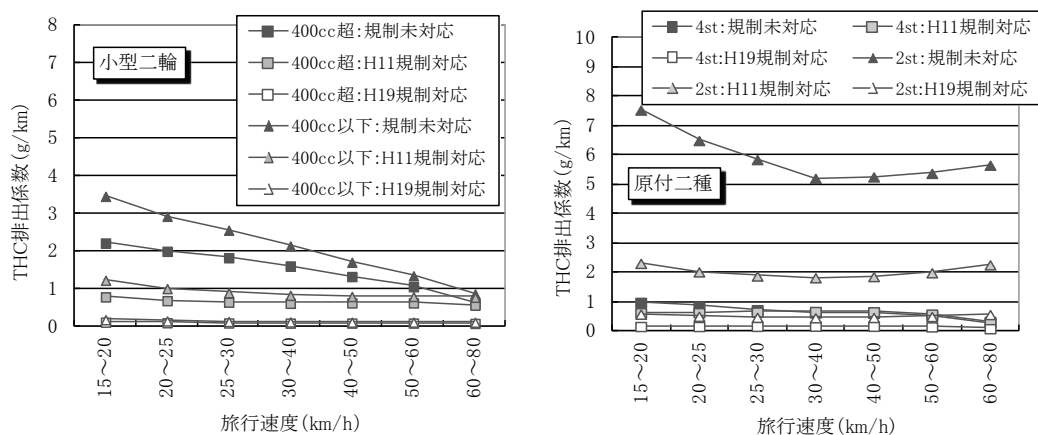 小型二輪
400cc超:規制未対応
400cc超:H11規制対応
400cc超:H19規制対応
400cc以下:規制未対応
400cc以下:H11規制対応
400cc以下:H19規制対応
THC排出係数(g/km)
8
7
6
5
4
3
2
1
0
15～20
20～25
25～30
30～40
40～50
50～60
60～80
旅行速度(km/h)
4st:規制未対応
4st:H11規制対応
4st:H19規制対応
2st:規制未対応
2st:H11規制対応
2st:H19規制対応
原付二種
THC排出係数(g/km)
10
9
8
7
6
5
4
3
2
1
0
15～20
20～25
25～30
30～40
40～50
50～60
60～80
旅行速度(km/h)